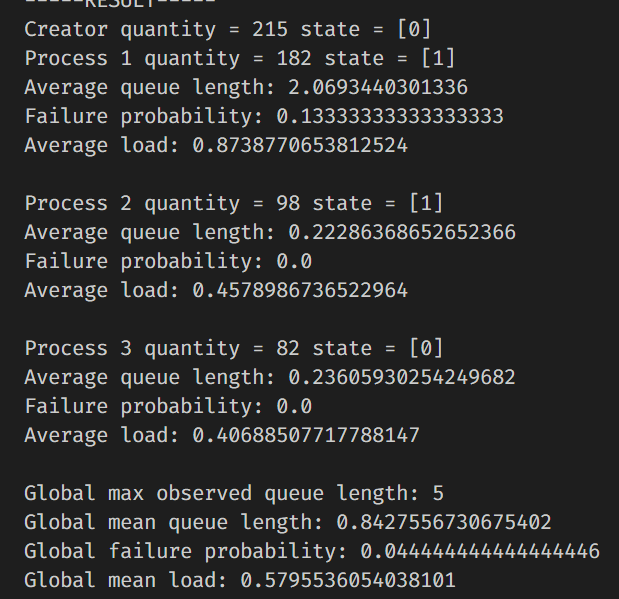 -----RESULT-----
Creator quantity = 215 state = [0]
Process 1 quantity = 182 state = [1]
Average queue length: 2.0693440301336
Failure probability: 0.13333333333333333
Average load: 0.8738770653812524
Process 2 quantity = 98 state = [1]
Average queue length: 0.22286368652652366
Failure probability: 0.0
Average load: 0.4578986736522964
Process 3 quantity = 82 state = [0]
Average queue length: 0.23605930254249682
Failure probability: 0.0
Average load: 0.40688507717788147
Global max observed queue length: 5
Global mean queue length: 0.8427556730675402
Global failure probability: 0.044444444444444446
Global mean load: 0.5795536054038101